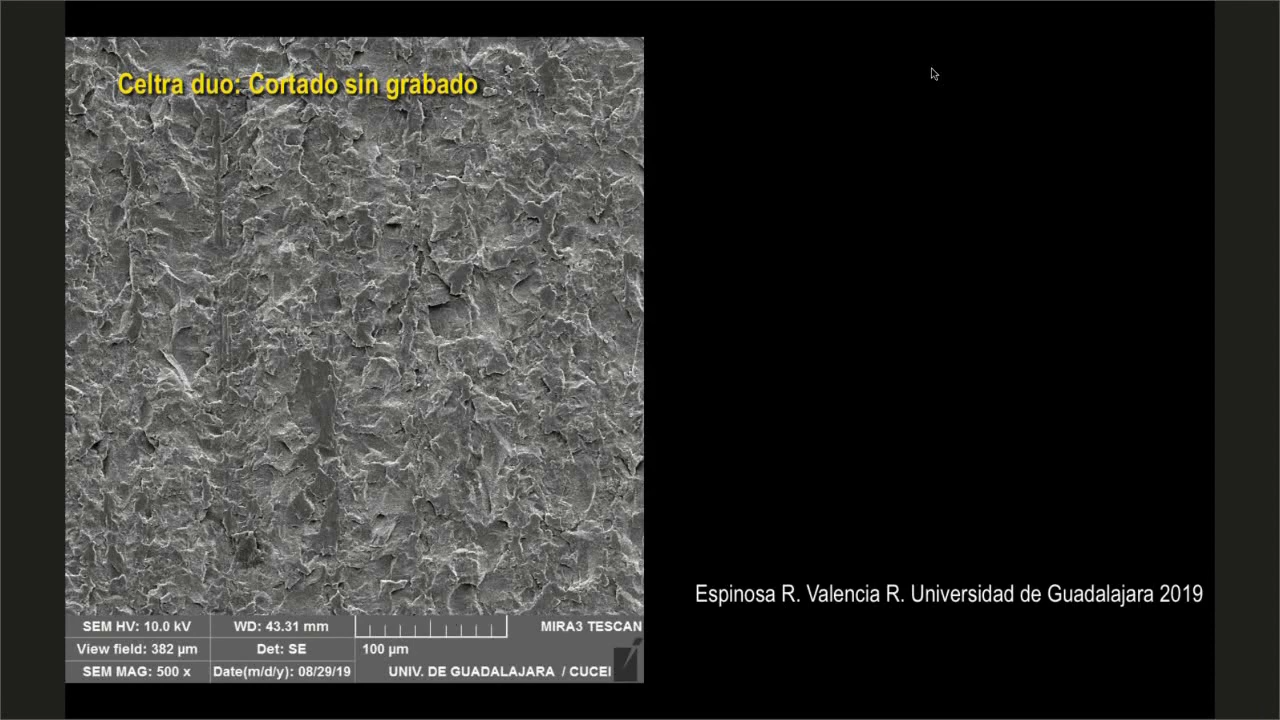 Celtra duo: Cortado sin grabado
Espinosa R. Valencia R. Universidad de Guadalajara 2019
SEM HV: 10.0 kV WD: 43.31 mm MIRA3 TESCAN
View field: 382 µm Det: SE 100 µm
SEM MAG: 500 x Date(m/d/y): 08/29/19 UNIV. DE GUADALAJARA / CUCEI